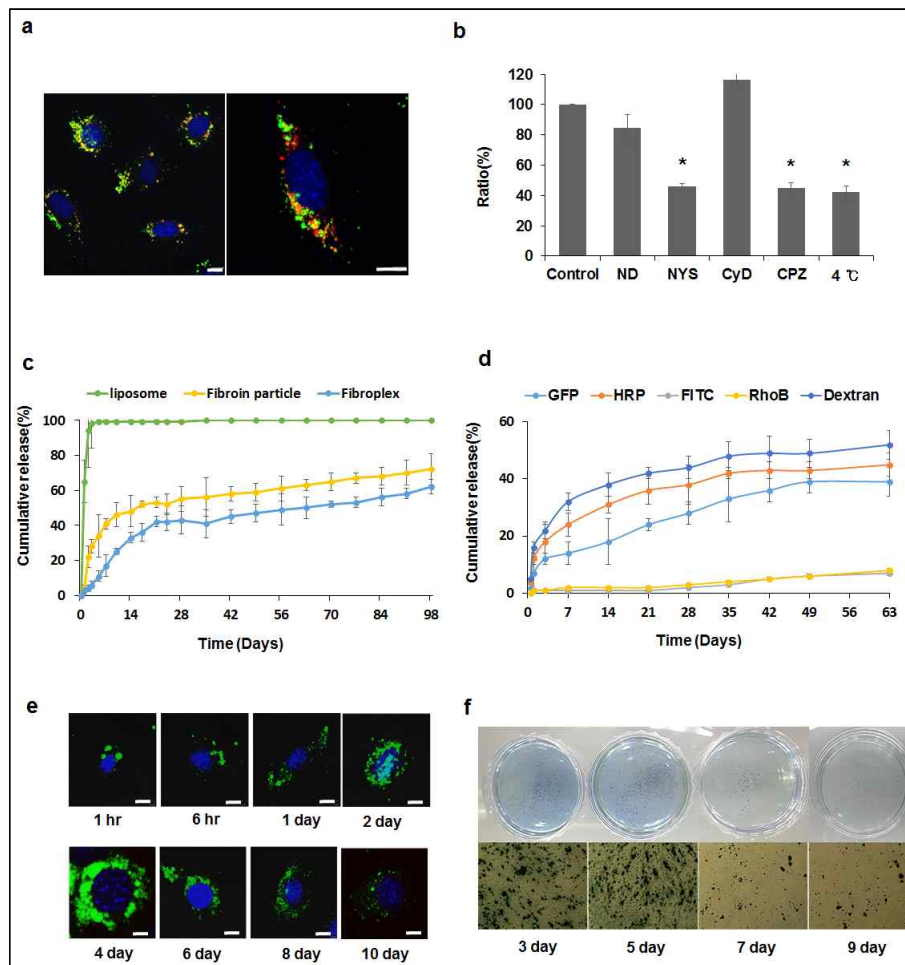 a
b
120
100
80
60
40
20
0
Ratio(%)
*
*
*
Control ND NYS CyD CPZ 4 ℃
c
liposome Fibroin particle Fibroplex
100
80
60
40
20
0
Cumulative release(%)
0 14 28 42 56 70 84 98
Time (Days)
d
GFP HRP FITC RhoB Dextran
60
40
20
0
Cumulative release(%)
0 7 14 21 28 35 42 49 56 63
Time (Days)
e
1 hr 6 hr 1 day 2 day
4 day 6 day 8 day 10 day
f
3 day 5 day 7 day 9 day